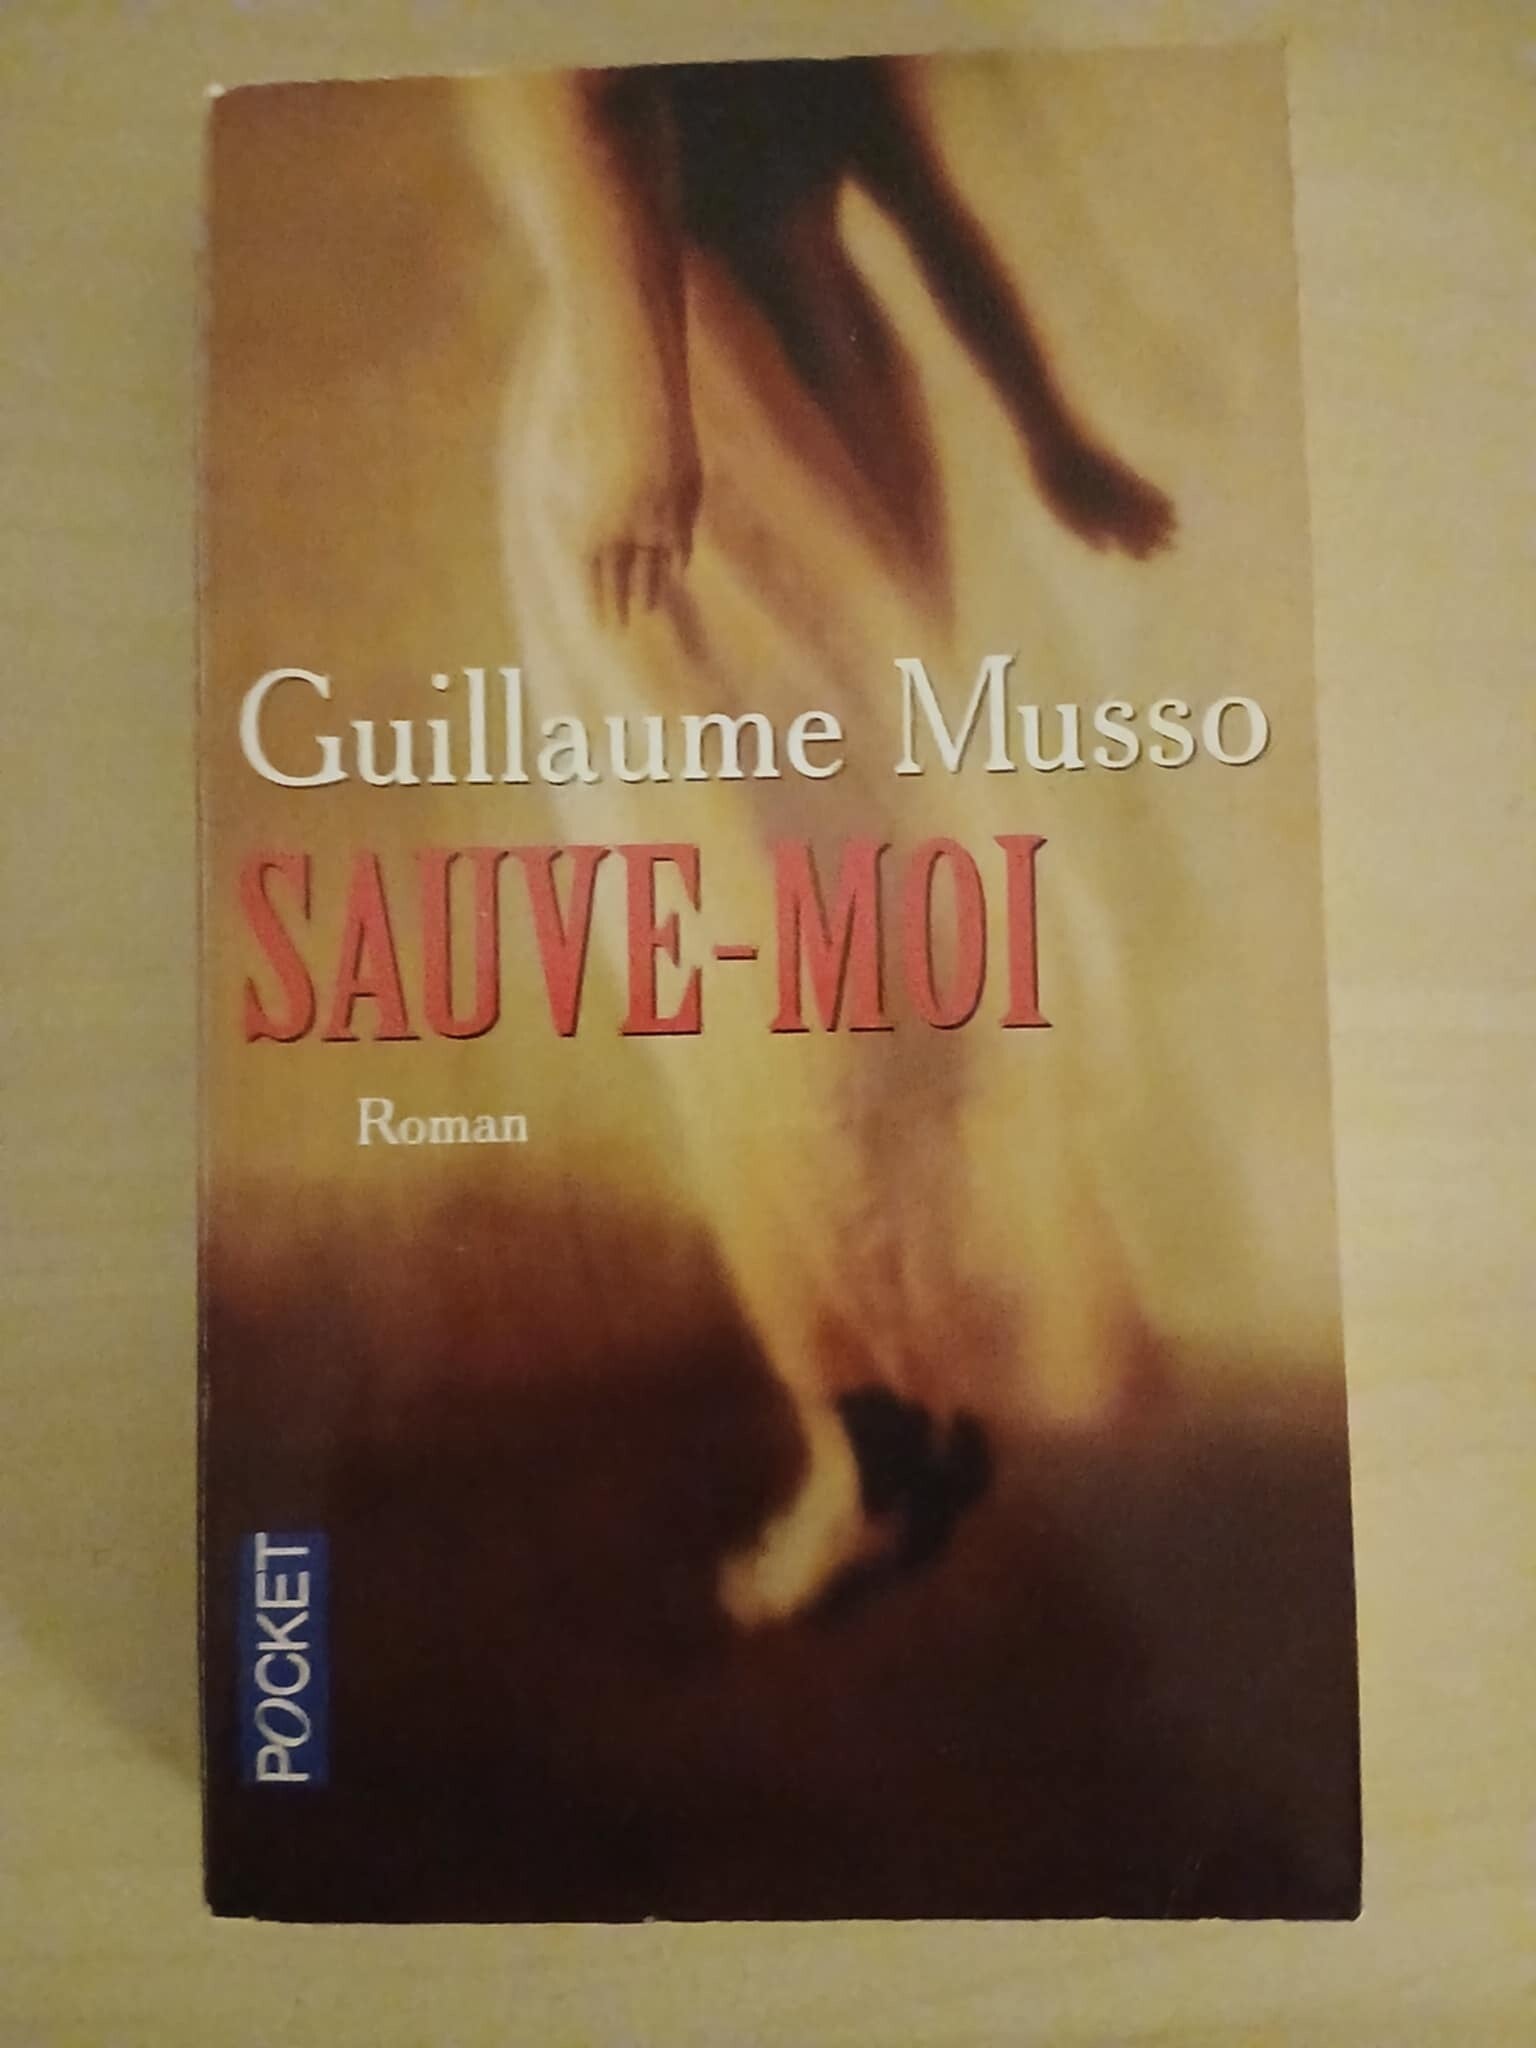 Guillaume Musso
SAUVE-MOI
Roman
POCKET